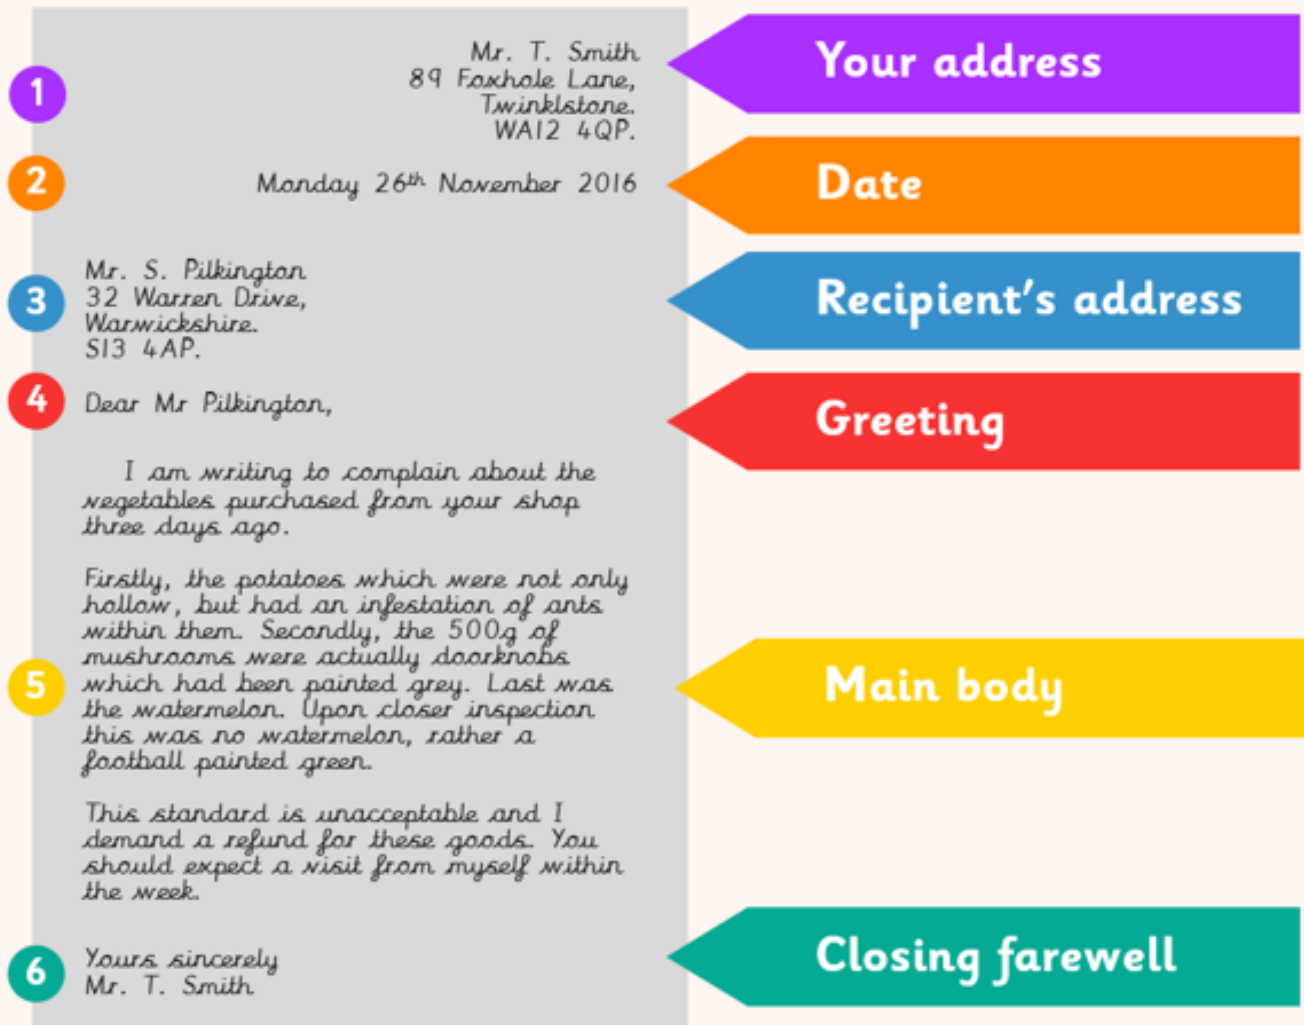 1
Mr. T. Smith
89 Foxhole Lane,
Twinklstone.
WA12 4QP.
Your address
2
Monday 26th November 2016
Date
3
Mr. S. Pilkington
32 Warren Drive,
Warwickshire.
S13 4AP.
Recipient's address
4
Dear Mr Pilkington,
Greeting
I am writing to complain about the
vegetables purchased from your shop
three days ago.
Firstly, the potatoes which were not only
hollow, but had an infestation of ants
within them. Secondly, the 500g of
mushrooms were actually doorknobs
which had been painted grey. Last was
the watermelon. Upon closer inspection
this was no watermelon, rather a
football painted green.
5
Main body
This standard is unacceptable and I
demand a refund for these goods. You
should expect a visit from myself within
the week.
6
Yours sincerely
Mr. T. Smith
Closing farewell